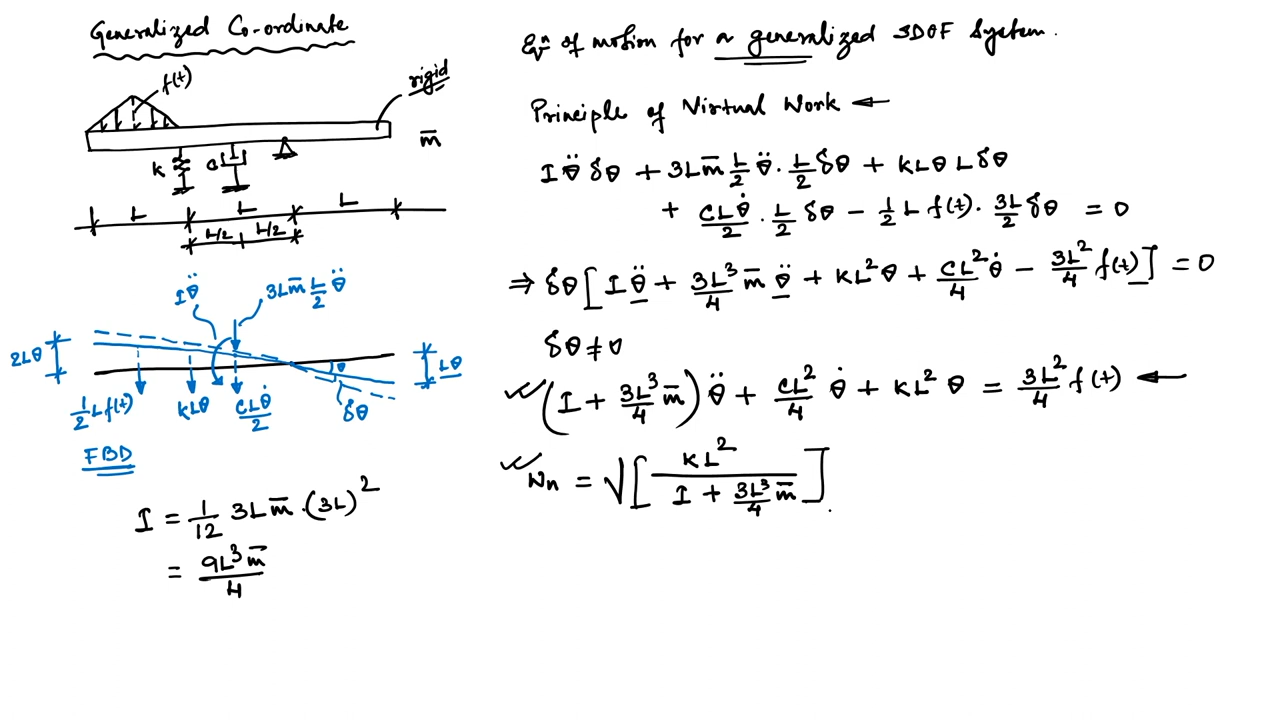 Generalized Co-ordinate
f(t)
rigid
m̅
K
C
L L L
L/2 L/2
Iθ̈
3Lm̅ L/2 θ̈
2Lθ
Lθ
θ
δθ
1/2 L f(t)
KLθ
CLθ̇/2
FBD
I = 1/12 3Lm̅ . (3L)²
= 9L³m̅/4
Eqⁿ of motion for a generalized SDOF System.
Principle of Virtual Work ←
Iθ̈ δθ + 3Lm̅ L/2 θ̈ . L/2 δθ + KLθ L δθ
+ CLθ̇/2 . L/2 δθ − 1/2 L f(t) . 3L/2 δθ = 0
⇒ δθ [ I θ̈ + 3L³/4 m̅ θ̈ + KL²θ + CL²/4 θ̇ − 3L²/4 f(t) ] = 0
δθ ≠ 0
✓ ( I + 3L³/4 m̅ ) θ̈ + CL²/4 θ̇ + KL² θ = 3L²/4 f(t) ←
✓ Wn = √[ KL² / (I + 3L³/4 m̅) ].